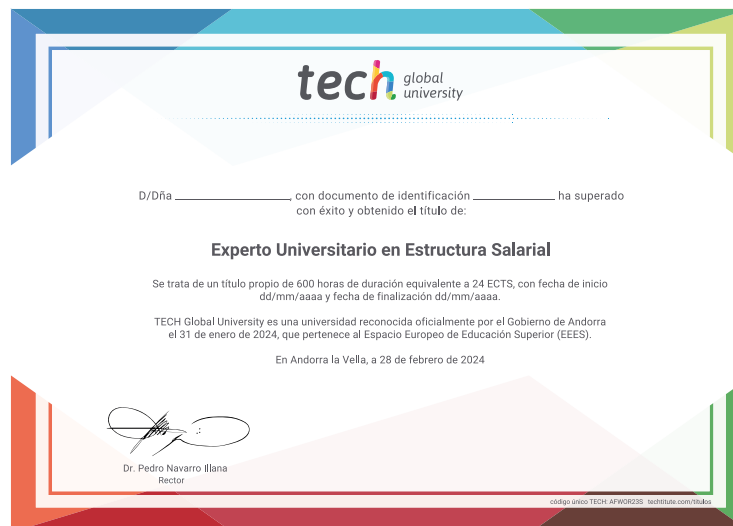 tech global university
D/Dña ____________________, con documento de identificación ______________ ha superado
con éxito y obtenido el título de:
Experto Universitario en Estructura Salarial
Se trata de un título propio de 600 horas de duración equivalente a 24 ECTS, con fecha de inicio
dd/mm/aaaa y fecha de finalización dd/mm/aaaa.
TECH Global University es una universidad reconocida oficialmente por el Gobierno de Andorra
el 31 de enero de 2024, que pertenece al Espacio Europeo de Educación Superior (EEES).
En Andorra la Vella, a 28 de febrero de 2024
Dr. Pedro Navarro Illana
Rector
código único TECH: AFWOR23S techtitute.com/titulos